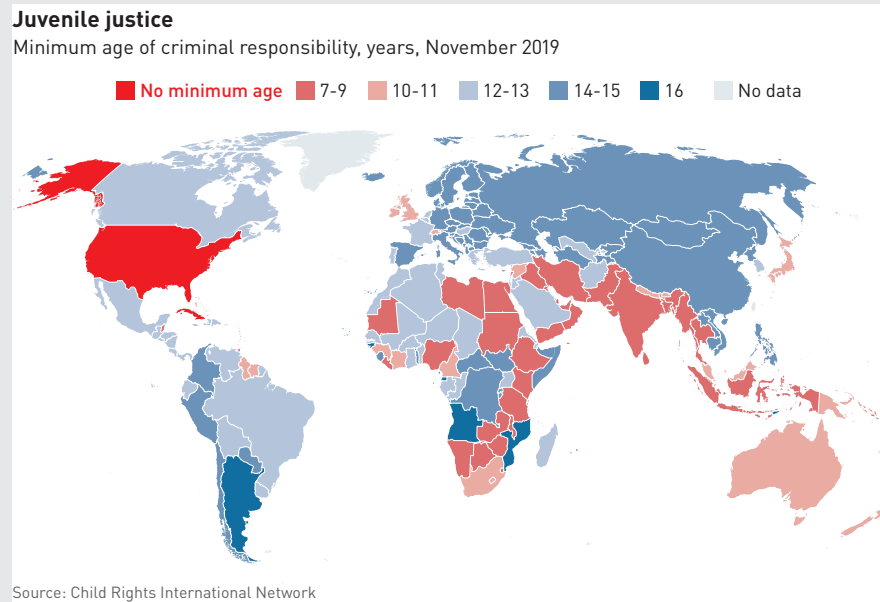 Juvenile justice
Minimum age of criminal responsibility, years, November 2019
No minimum age 7-9 10-11 12-13 14-15 16 No data
Source: Child Rights International Network